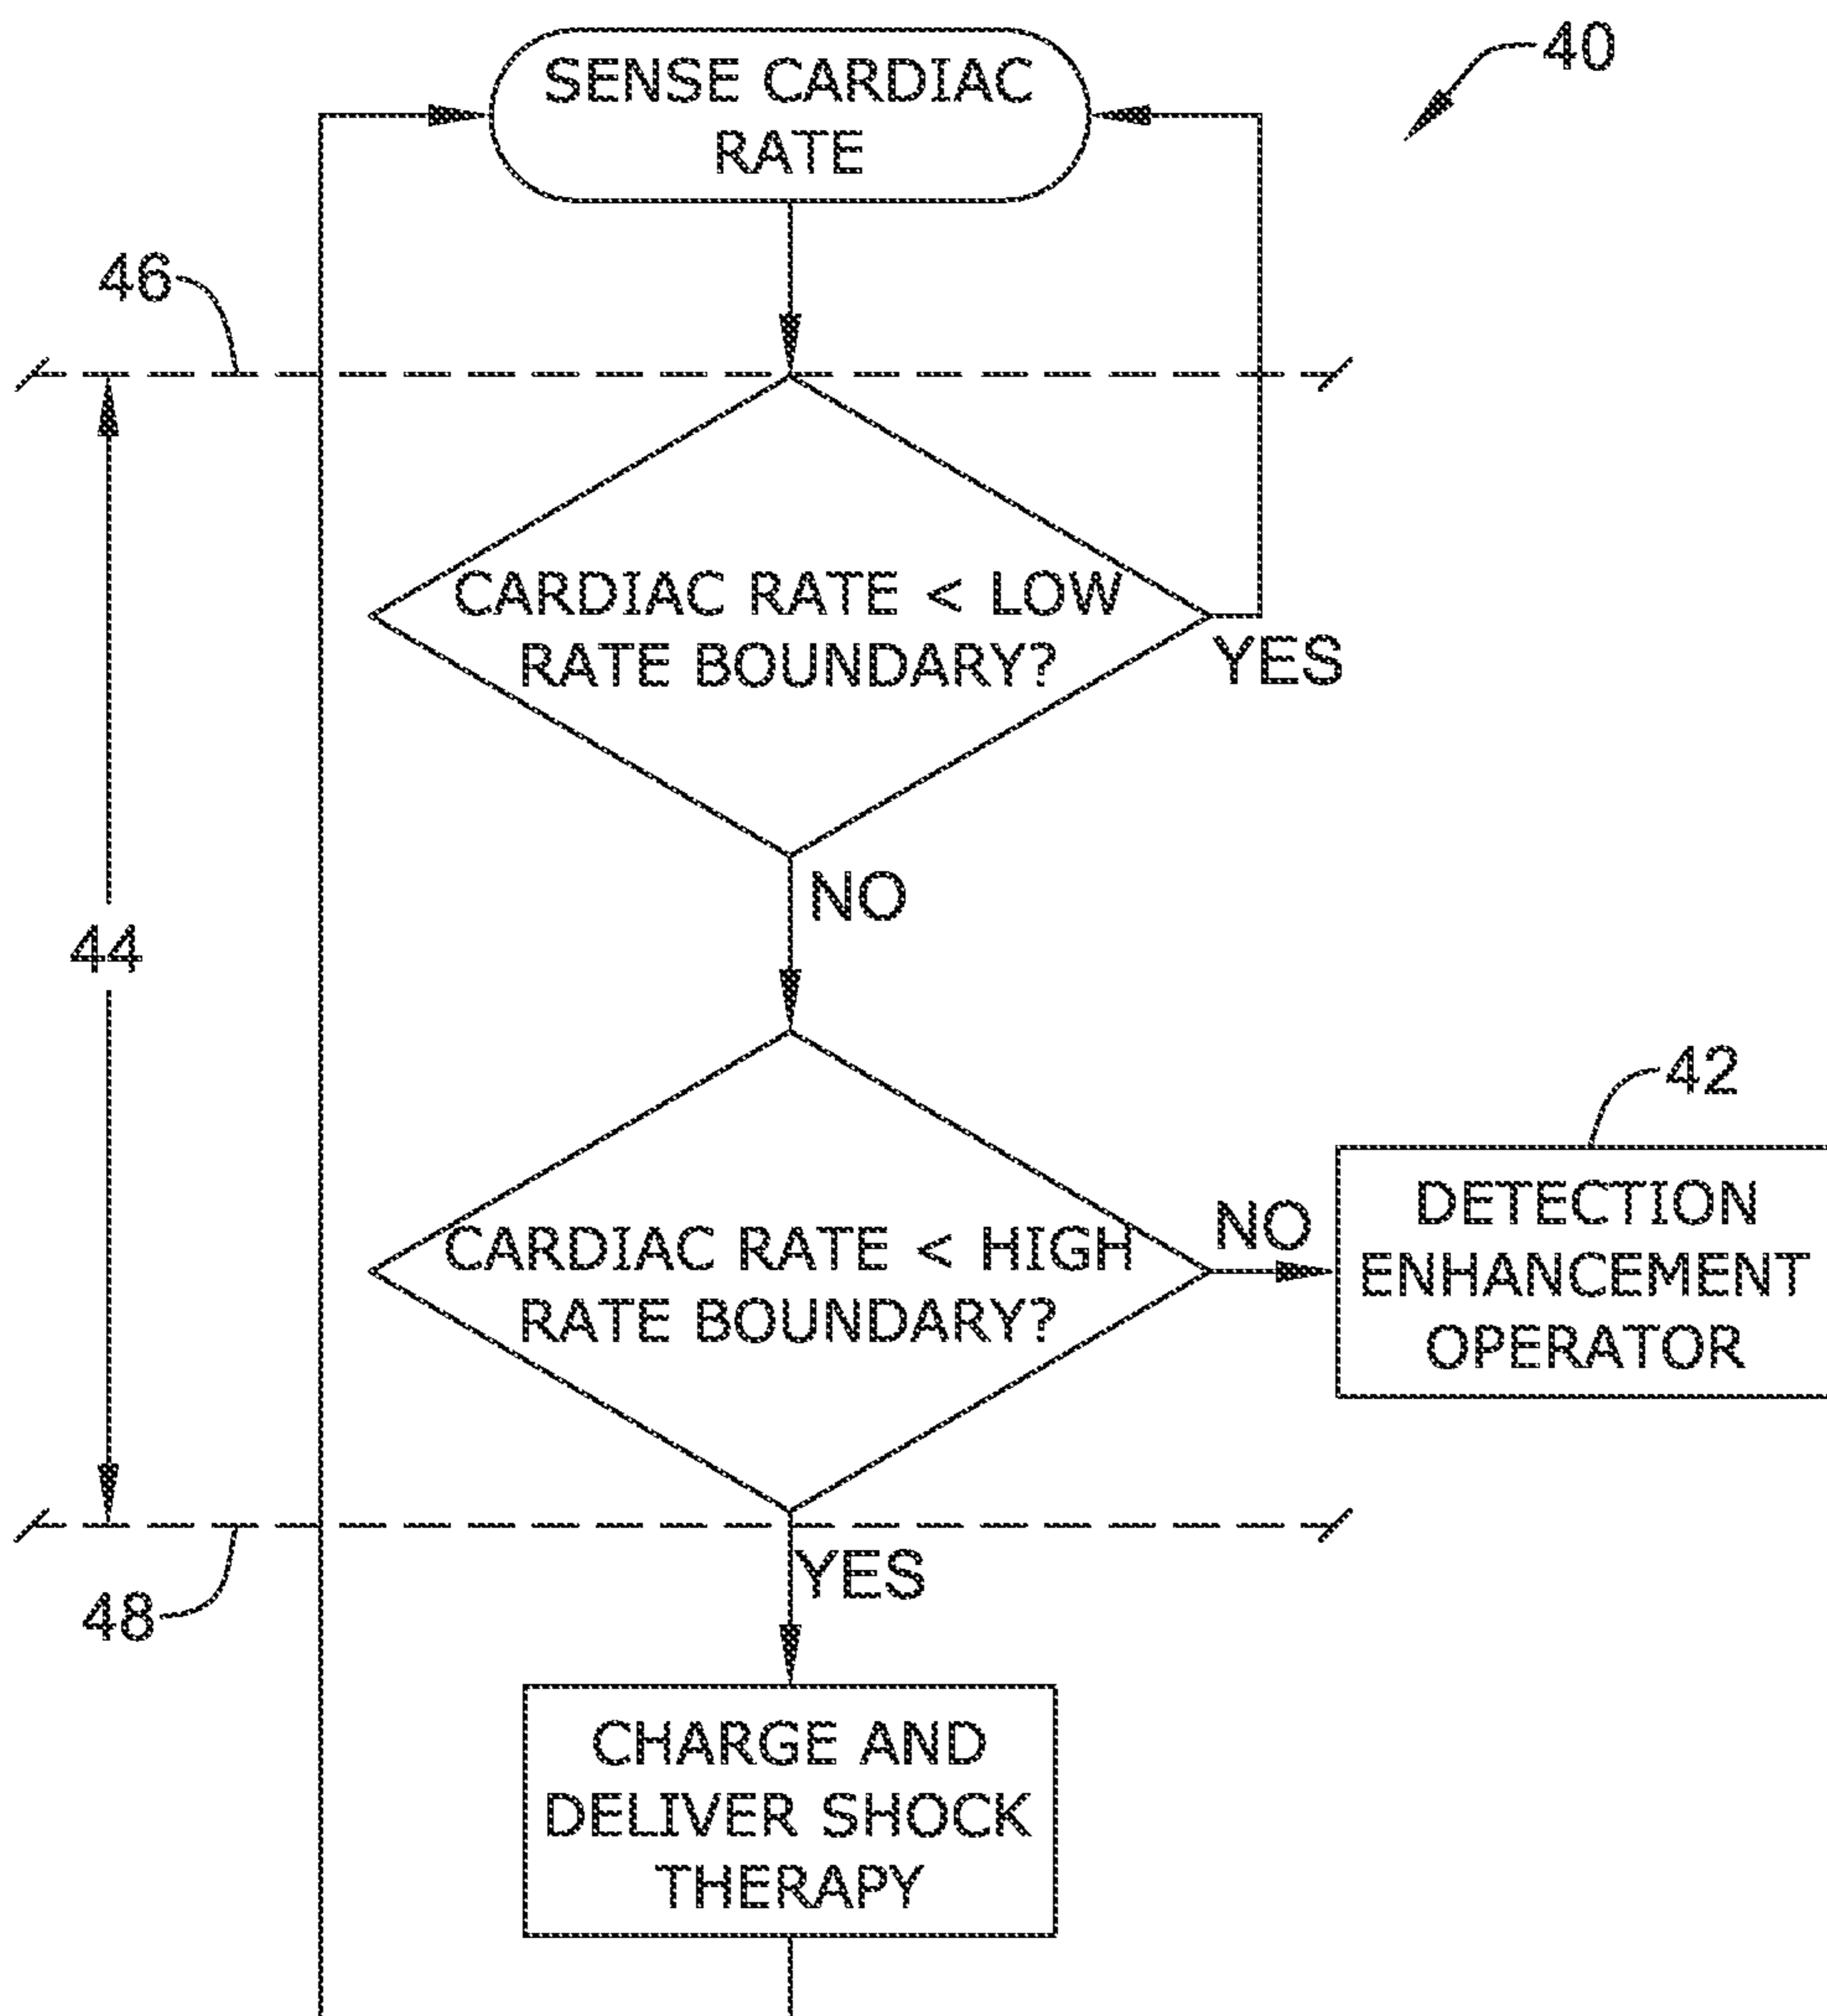 40
SENSE CARDIAC
RATE
46
CARDIAC RATE < LOW
RATE BOUNDARY?
YES
NO
44
42
DETECTION
ENHANCEMENT
OPERATOR
CARDIAC RATE < HIGH
RATE BOUNDARY?
NO
YES
48
CHARGE AND
DELIVER SHOCK
THERAPY